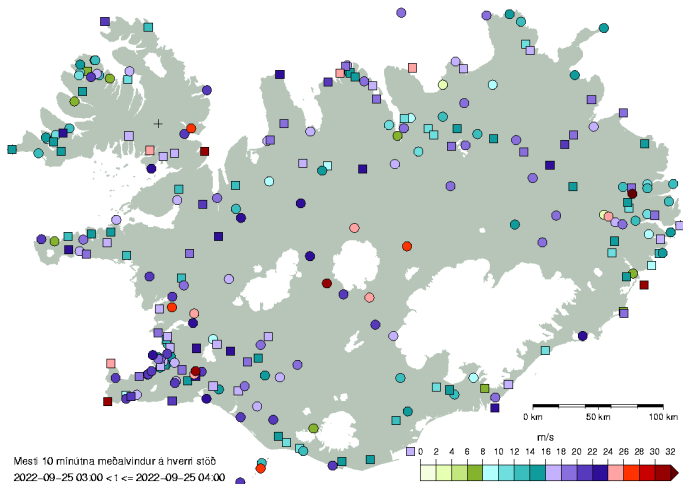 0 km 50 km 100 km
m/s
0 2 4 6 8 10 12 14 16 18 20 22 24 26 28 30 32
Mesti 10 mínútna meðalvindur á hverri stöð
2022-09-25 03:00 < t <= 2022-09-25 04:00